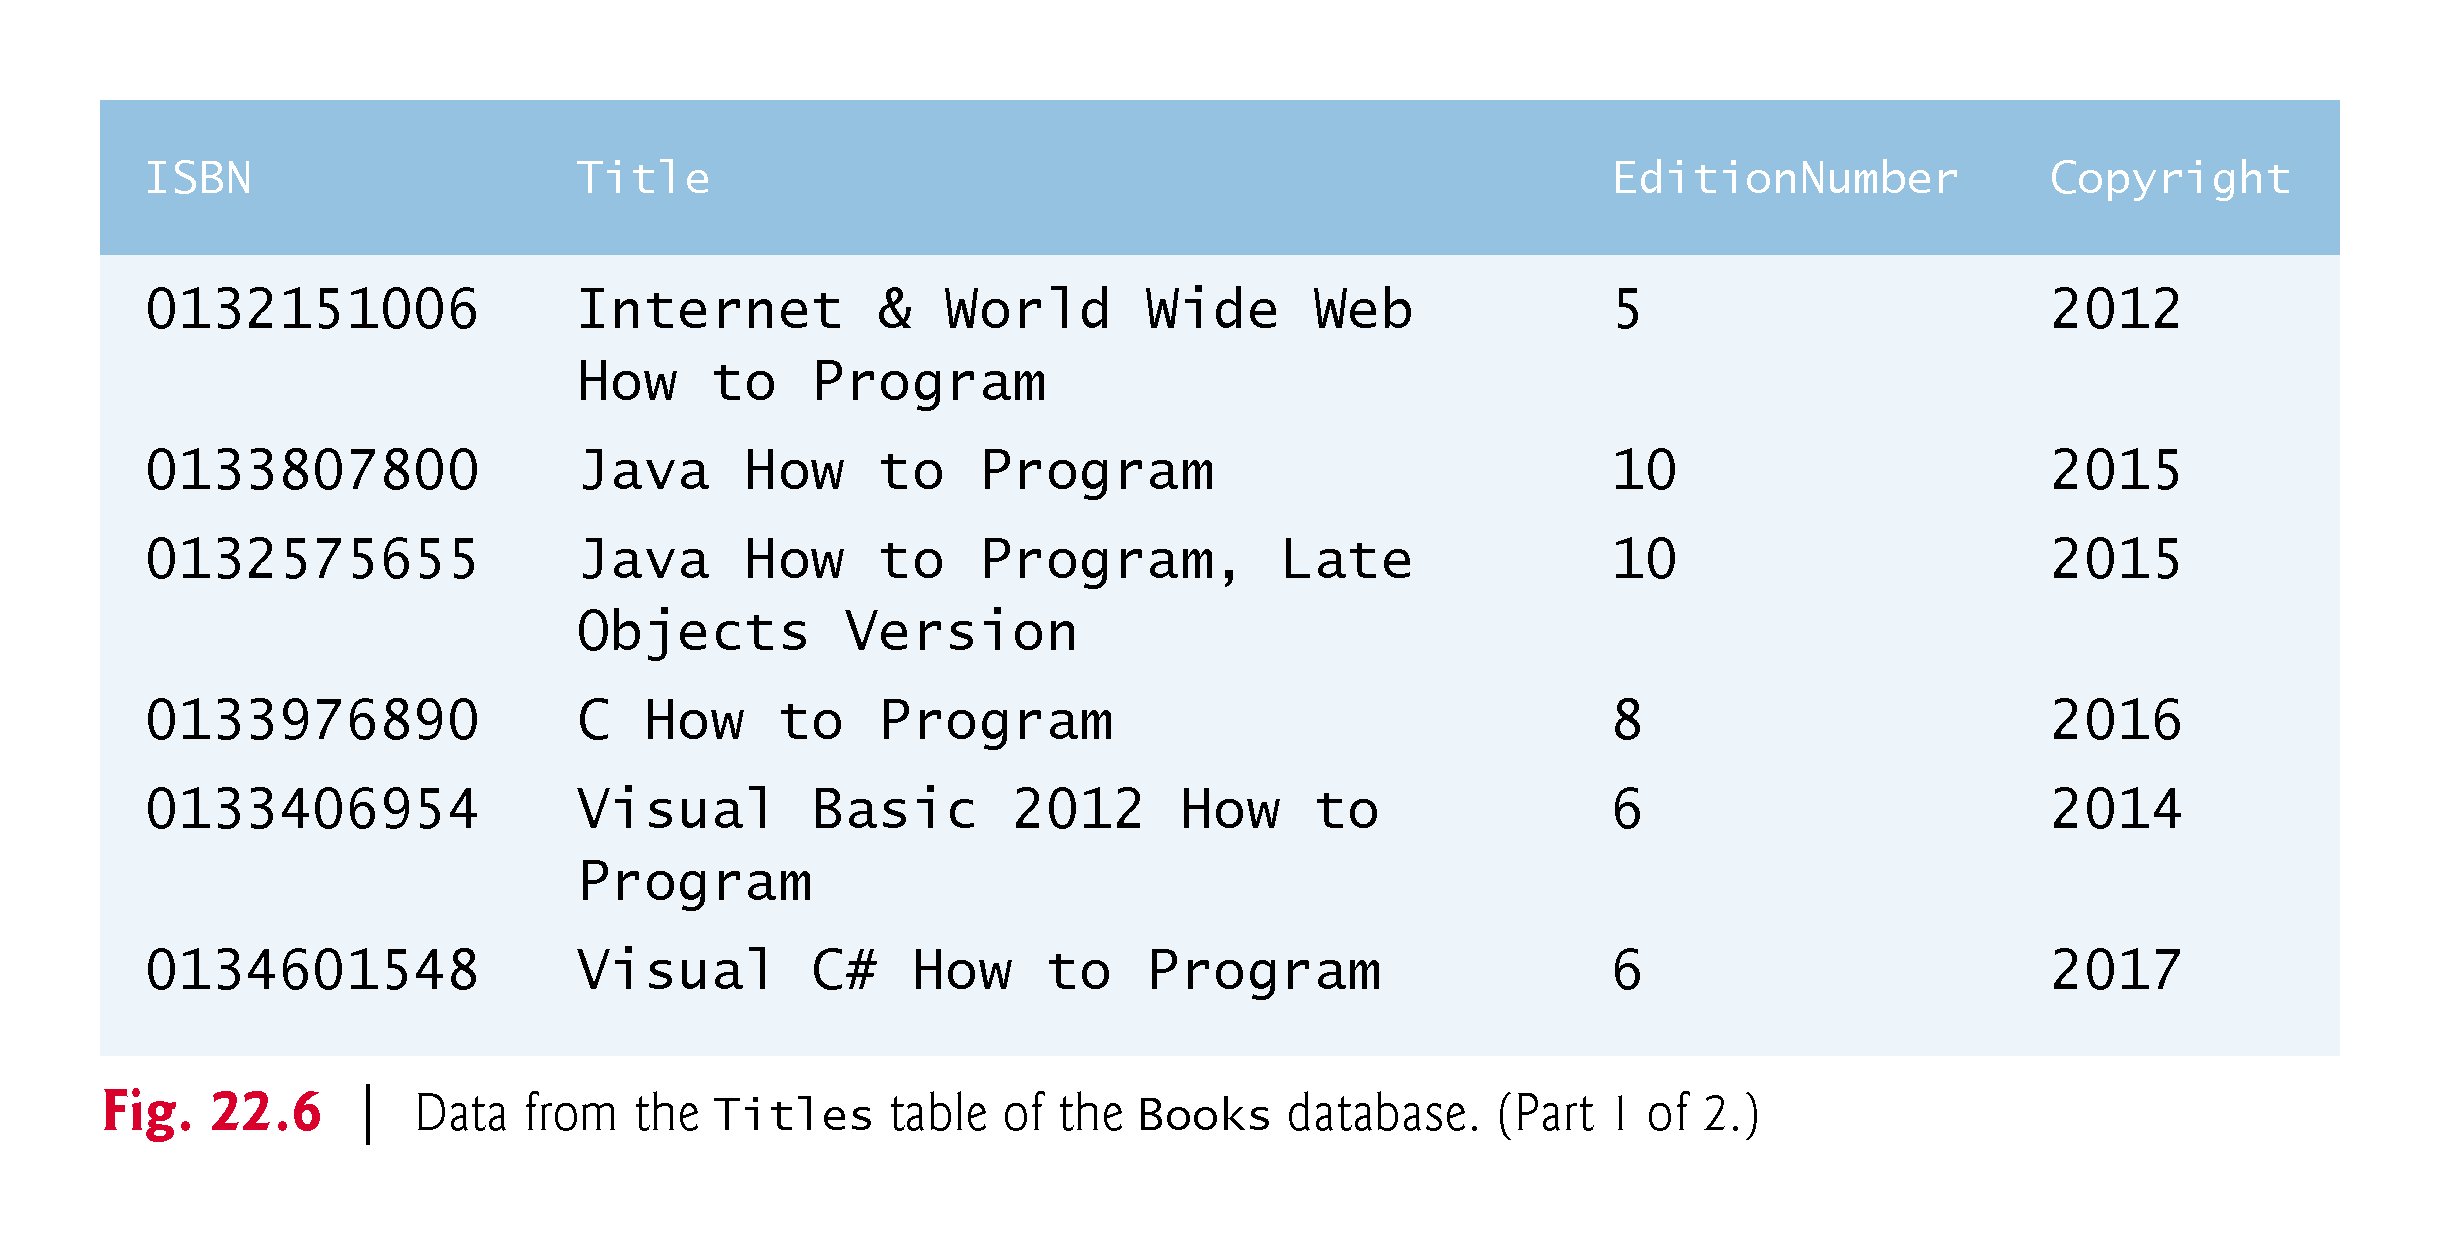 ISBN Title EditionNumber Copyright
0132151006 Internet & World Wide Web 5 2012
How to Program
0133807800 Java How to Program 10 2015
0132575655 Java How to Program, Late 10 2015
Objects Version
0133976890 C How to Program 8 2016
0133406954 Visual Basic 2012 How to 6 2014
Program
0134601548 Visual C# How to Program 6 2017
Fig. 22.6 | Data from the Titles table of the Books database. (Part 1 of 2.)